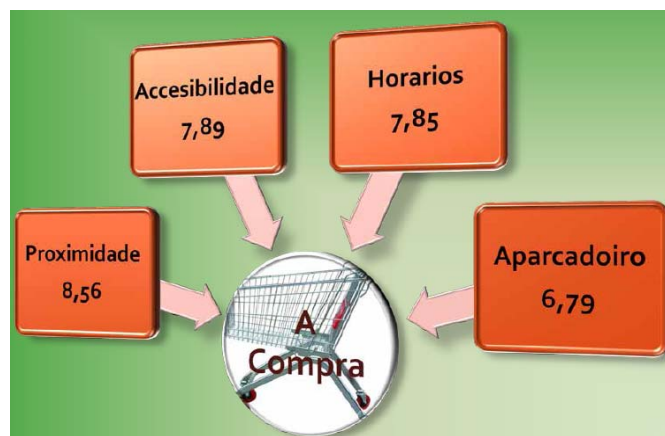 Accesibilidade
7,89
Horarios
7,85
Proximidade
8,56
Aparcadoiro
6,79
A
Compra